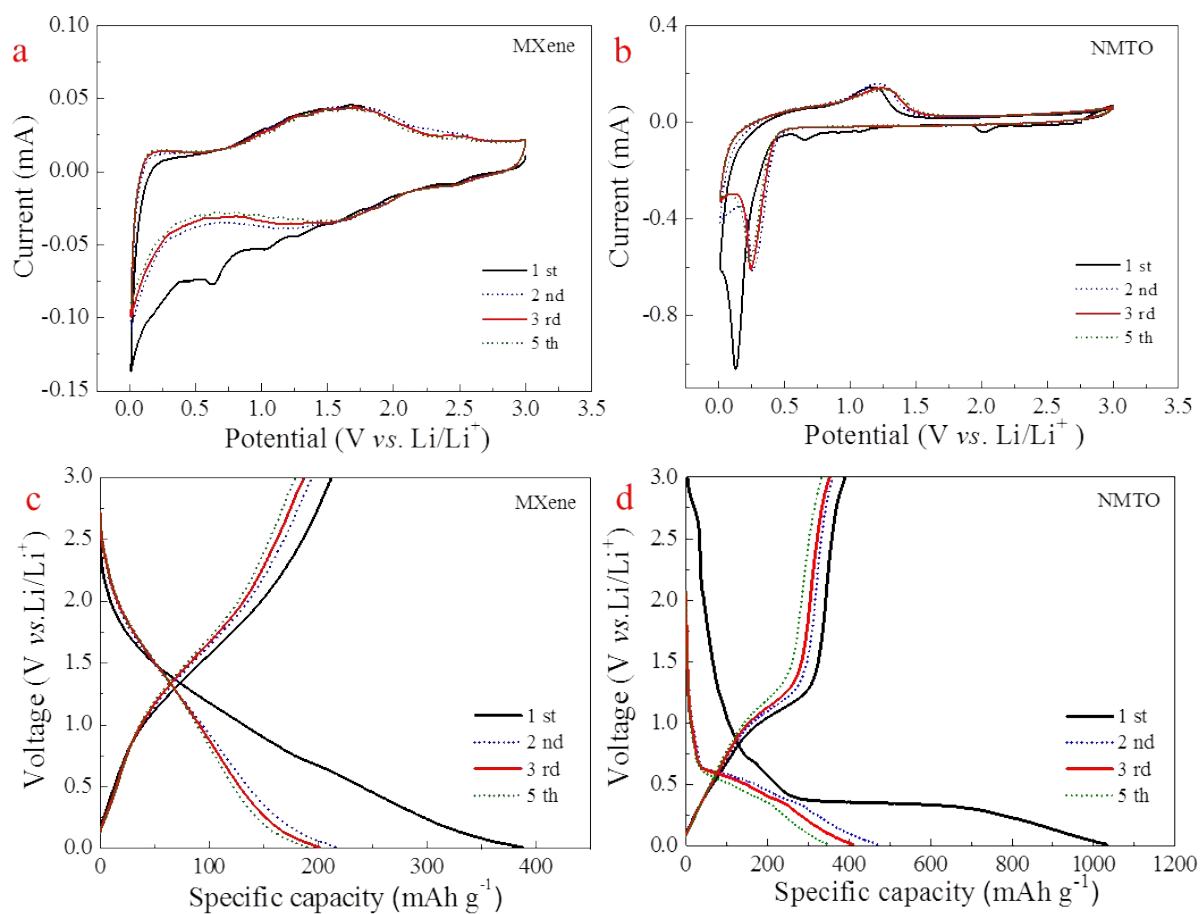 a
MXene
0.10
0.05
0.00
-0.05
-0.10
-0.15
Current (mA)
1 st
2 nd
3 rd
5 th
0.0 0.5 1.0 1.5 2.0 2.5 3.0 3.5
Potential (V vs. Li/Li+)
b
NMTO
0.4
0.0
-0.4
-0.8
Current (mA)
1 st
2 nd
3 rd
5 th
0.0 0.5 1.0 1.5 2.0 2.5 3.0 3.5
Potential (V vs. Li/Li+ )
c
MXene
3.0
2.5
2.0
1.5
1.0
0.5
0.0
Voltage (V vs.Li/Li+)
1 st
2 nd
3 rd
5 th
0 100 200 300 400
Specific capacity (mAh g-1)
d
NMTO
3.0
2.5
2.0
1.5
1.0
0.5
0.0
Voltage (V vs.Li/Li+)
1 st
2 nd
3 rd
5 th
0 200 400 600 800 1000 1200
Specific capacity (mAh g-1)